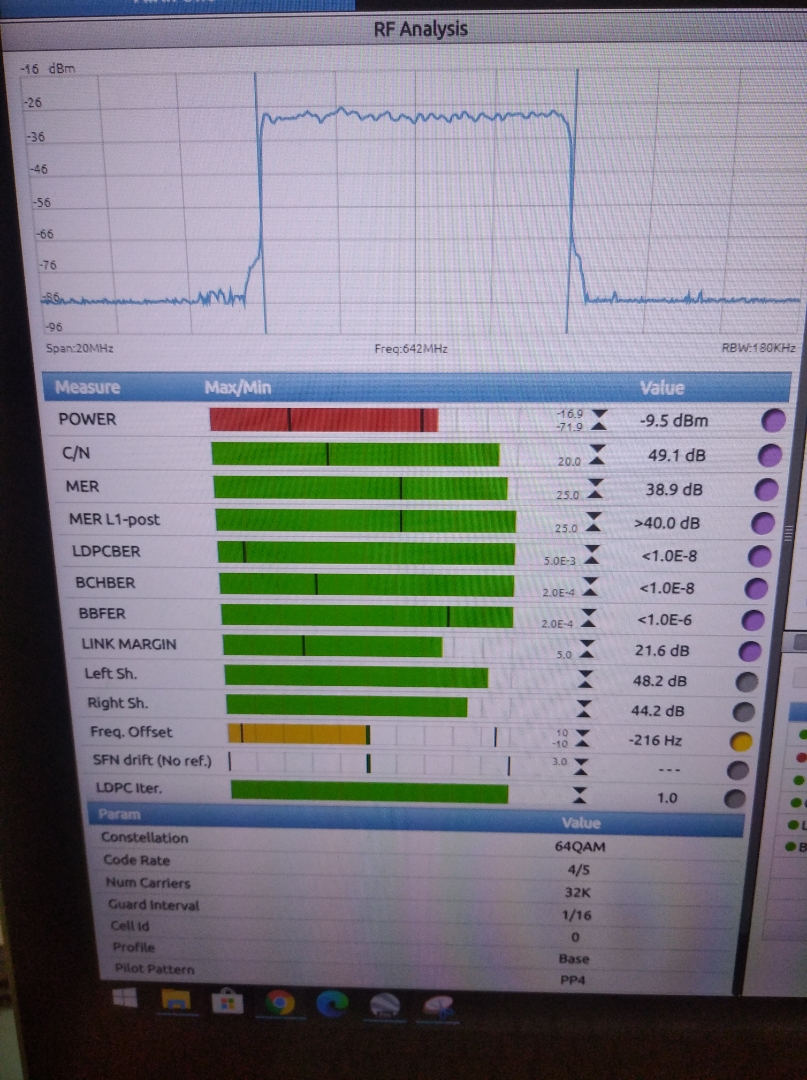 RF Analysis
-16 dBm
-26
-36
-46
-56
-66
-76
-86
-96
Span:20MHz Freq:642MHz RBW:180KHz
Measure Max/Min Value
POWER -16.9 -71.9 -9.5 dBm
C/N 20.0 49.1 dB
MER 25.0 38.9 dB
MER L1-post 25.0 >40.0 dB
LDPCBER 5.0E-3 <1.0E-8
BCHBER 2.0E-4 <1.0E-8
BBFER 2.0E-4 <1.0E-6
LINK MARGIN 5.0 21.6 dB
Left Sh. 48.2 dB
Right Sh. 44.2 dB
Freq. Offset 10 -10 -216 Hz
SFN drift (No ref.) 3.0 ---
LDPC Iter. 1.0
Param Value
Constellation 64QAM
Code Rate 4/5
Num Carriers 32K
Guard Interval 1/16
Cell Id 0
Profile Base
Pilot Pattern PP4